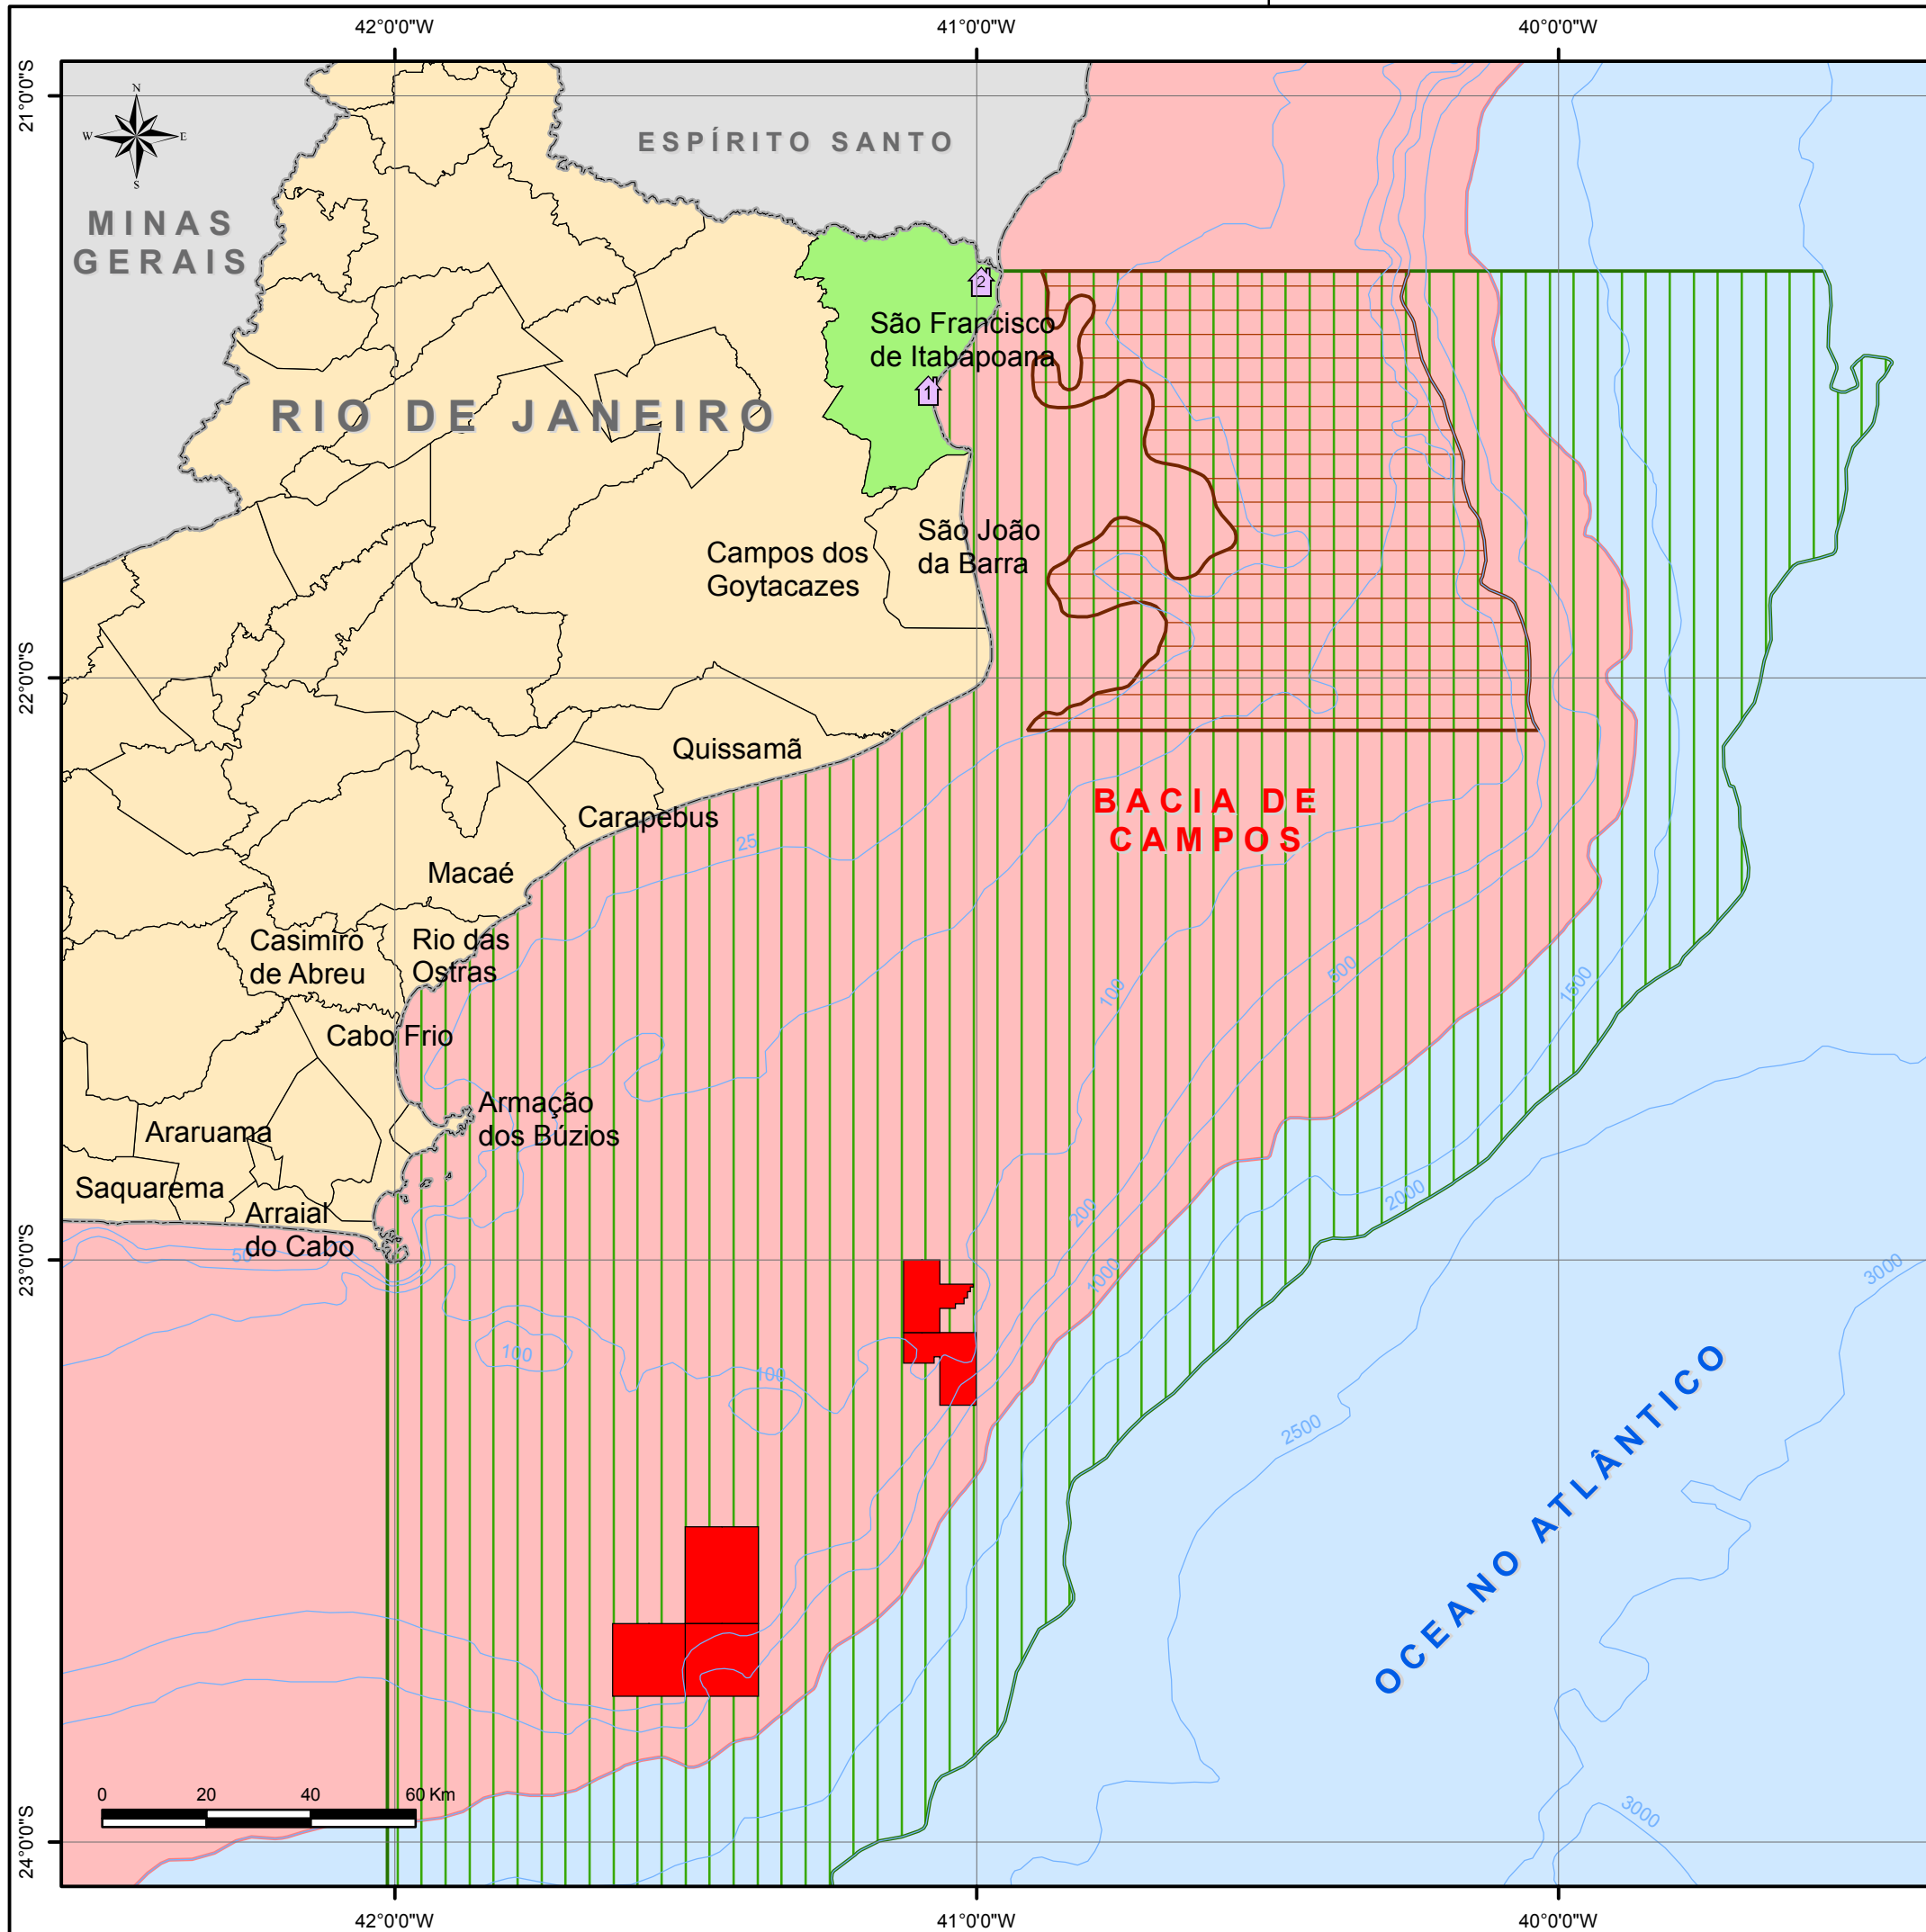 42°0'0"W
41°0'0"W
40°0'0"W
21°0'0"S
N
W
E
S
ESPÍRITO SANTO
MINAS
GERAIS
2
São Francisco
de Itabapoana
1
RIO DE JANEIRO
São João
da Barra
Campos dos
Goytacazes
22°0'0"S
Quissamã
BACIA DE
CAMPOS
Carapebus
25
Macaé
Casimiro
de Abreu
Rio das
Ostras
100
500
1500
Cabo Frio
Armação
dos Búzios
Araruama
Saquarema
Arraial
do Cabo
50
200
2000
1000
23°0'0"S
3000
100
100
2500
OCEANO ATLÂNTICO
0
20
40
60 Km
3000
24°0'0"S
42°0'0"W
41°0'0"W
40°0'0"W